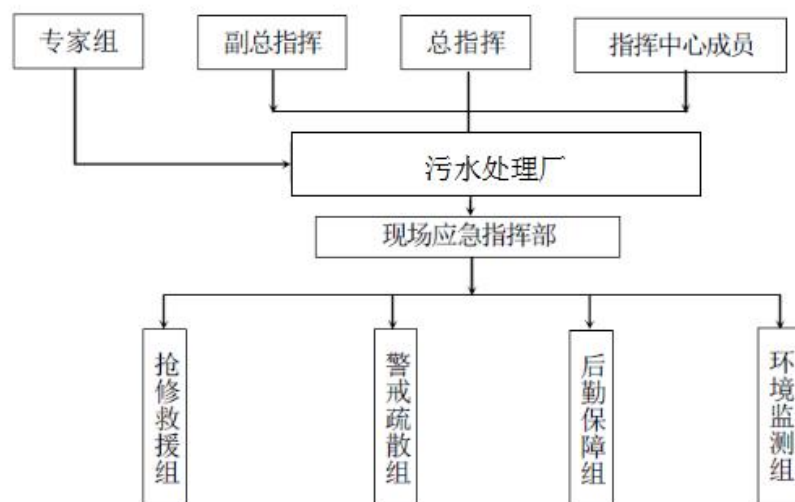 专家组
副总指挥
总指挥
指挥中心成员
污水处理厂
现场应急指挥部
抢修救援组
警戒疏散组
后勤保障组
环境监测组